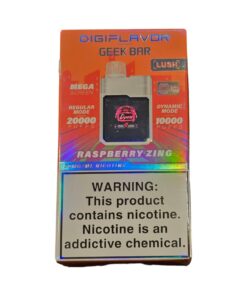 DIGIFLAVOR
GEEK BAR
LUSH
MEGA
SCREEN
REGULAR
MODE
20000
PUFFS
DYNAMIC
MODE
10000
PUFFS
RASPBERRY ZING
WARNING:
This product
contains nicotine.
Nicotine is an
addictive chemical.